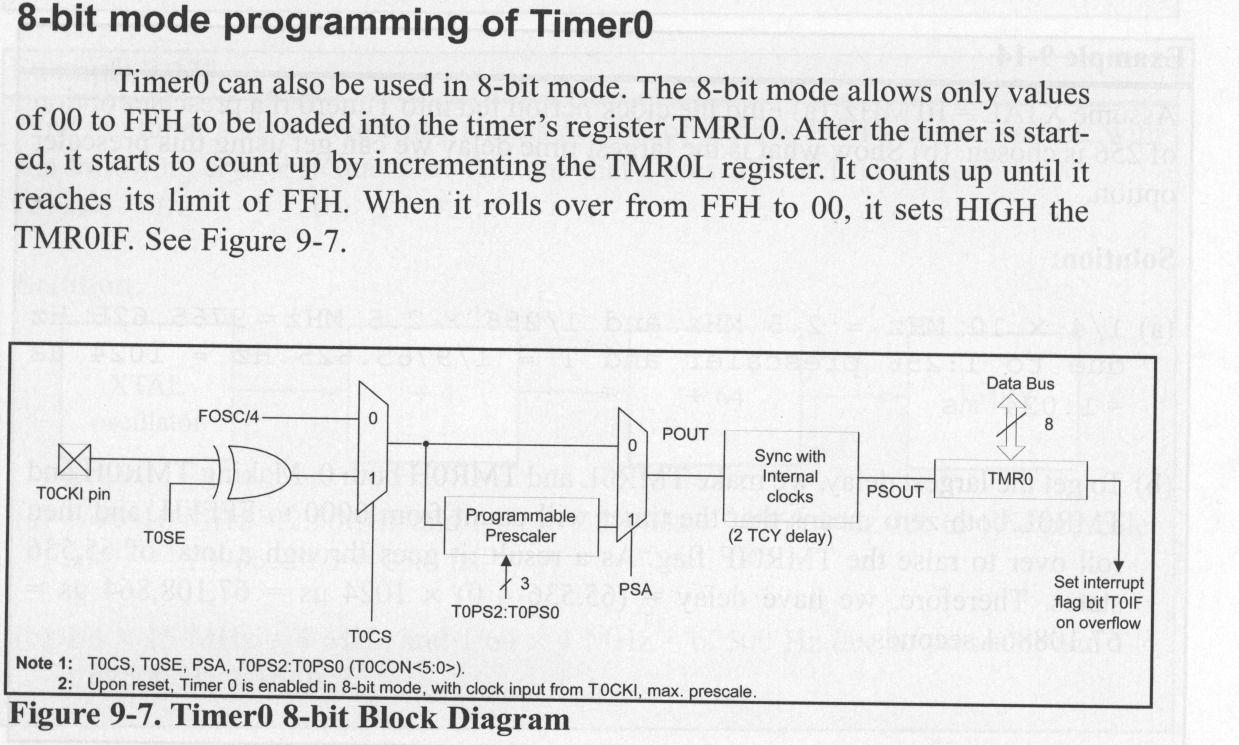 8-bit mode programming of Timer0
Timer0 can also be used in 8-bit mode. The 8-bit mode allows only values
of 00 to FFH to be loaded into the timer's register TMRL0. After the timer is start-
ed, it starts to count up by incrementing the TMR0L register. It counts up until it
reaches its limit of FFH. When it rolls over from FFH to 00, it sets HIGH the
TMR0IF. See Figure 9-7.
Data Bus
8
FOSC/4
0
0
POUT
Sync with
Internal
clocks
(2 TCY delay)
PSOUT
TMR0
T0CKI pin
T0SE
1
1
Programmable
Prescaler
3
T0PS2:T0PS0
PSA
T0CS
Set interrupt
flag bit T0IF
on overflow
Note 1: T0CS, T0SE, PSA, T0PS2:T0PS0 (T0CON<5:0>).
2: Upon reset, Timer 0 is enabled in 8-bit mode, with clock input from T0CKI, max. prescale.
Figure 9-7. Timer0 8-bit Block Diagram